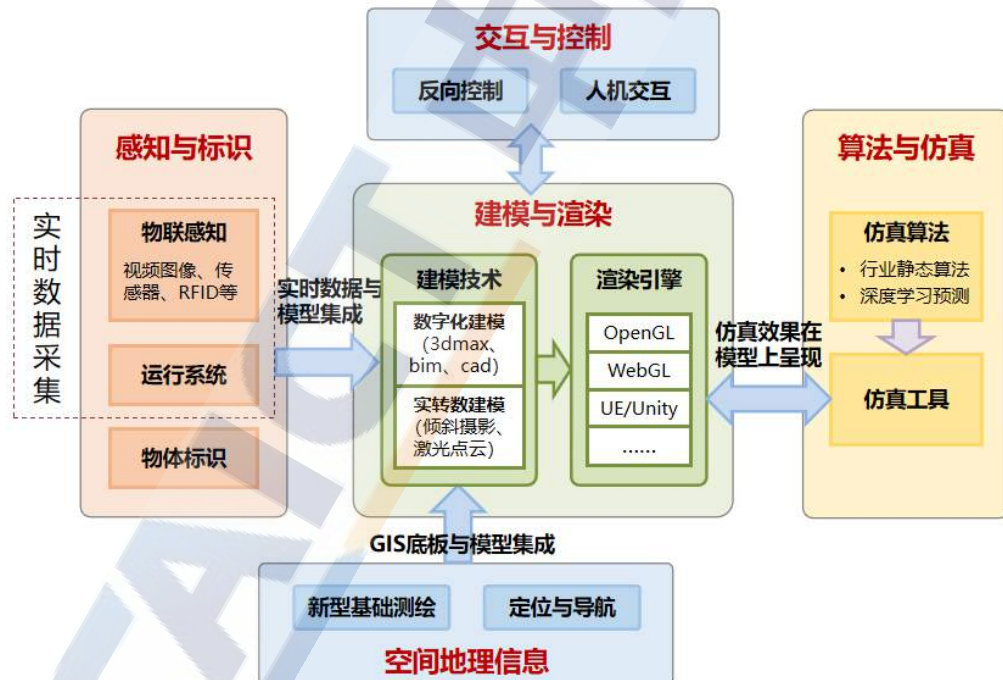 交互与控制
反向控制
人机交互
感知与标识
实时数据采集
物联感知
视频图像、传
感器、RFID等
运行系统
物体标识
实时数据与
模型集成
建模与渲染
建模技术
数字化建模
(3dmax、
bim、cad)
实转数建模
(倾斜摄影、
激光点云)
渲染引擎
OpenGL
WebGL
UE/Unity
……
仿真效果在
模型上呈现
算法与仿真
仿真算法
• 行业静态算法
• 深度学习预测
仿真工具
GIS底板与模型集成
新型基础测绘
定位与导航
空间地理信息